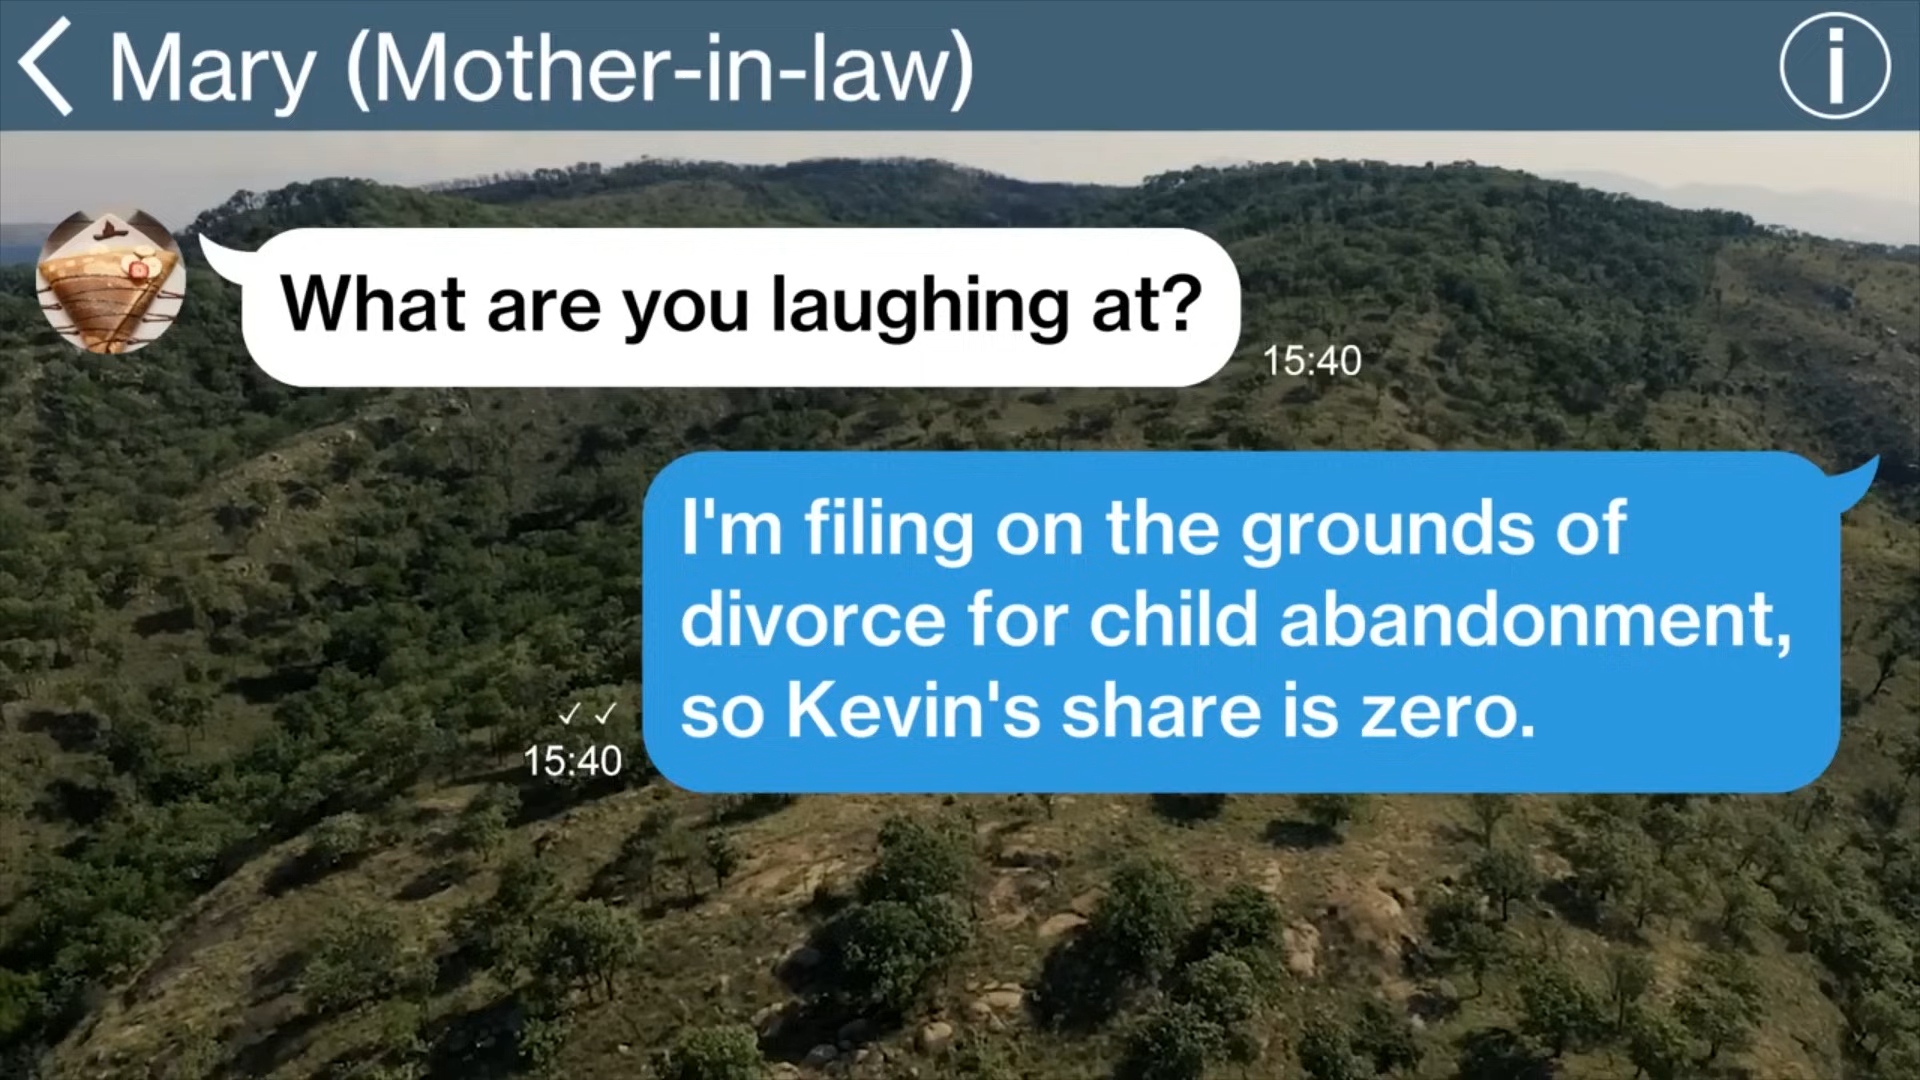 Mary (Mother-in-law)
What are you laughing at?
15:40
I'm filing on the grounds of
divorce for child abandonment,
so Kevin's share is zero.
15:40